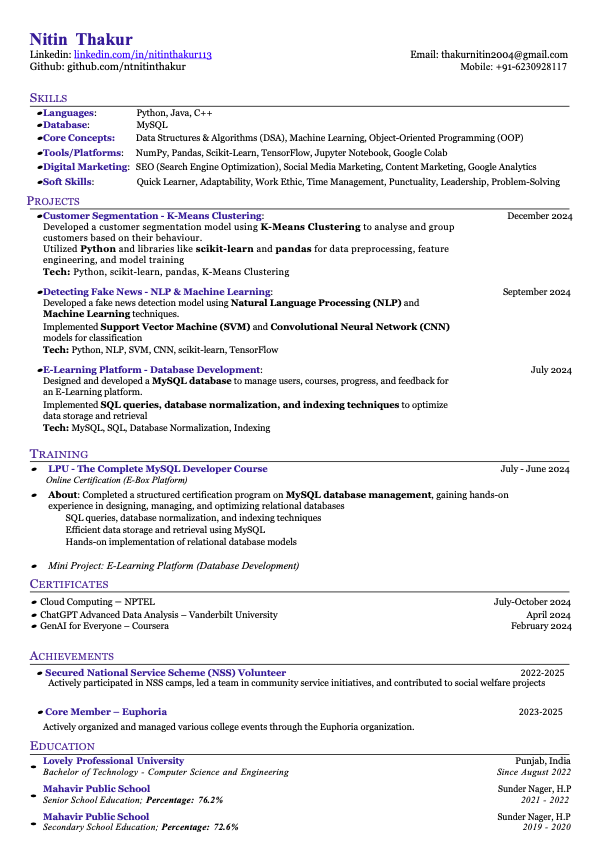 Nitin Thakur
Linkedin: linkedin.com/in/nitinthakur113 Email: thakurnitin2004@gmail.com
Github: github.com/ntnitinthakur Mobile: +91-6230928117
SKILLS
Languages: Python, Java, C++
Database: MySQL
Core Concepts: Data Structures & Algorithms (DSA), Machine Learning, Object-Oriented Programming (OOP)
Tools/Platforms: NumPy, Pandas, Scikit-Learn, TensorFlow, Jupyter Notebook, Google Colab
Digital Marketing: SEO (Search Engine Optimization), Social Media Marketing, Content Marketing, Google Analytics
Soft Skills: Quick Learner, Adaptability, Work Ethic, Time Management, Punctuality, Leadership, Problem-Solving
PROJECTS
Customer Segmentation - K-Means Clustering: December 2024
Developed a customer segmentation model using K-Means Clustering to analyse and group
customers based on their behaviour.
Utilized Python and libraries like scikit-learn and pandas for data preprocessing, feature
engineering, and model training
Tech: Python, scikit-learn, pandas, K-Means Clustering
Detecting Fake News - NLP & Machine Learning: September 2024
Developed a fake news detection model using Natural Language Processing (NLP) and
Machine Learning techniques.
Implemented Support Vector Machine (SVM) and Convolutional Neural Network (CNN)
models for classification
Tech: Python, NLP, SVM, CNN, scikit-learn, TensorFlow
E-Learning Platform - Database Development: July 2024
Designed and developed a MySQL database to manage users, courses, progress, and feedback for
an E-Learning platform.
Implemented SQL queries, database normalization, and indexing techniques to optimize
data storage and retrieval
Tech: MySQL, SQL, Database Normalization, Indexing
TRAINING
LPU - The Complete MySQL Developer Course July - June 2024
Online Certification (E-Box Platform)
About: Completed a structured certification program on MySQL database management, gaining hands-on
experience in designing, managing, and optimizing relational databases
SQL queries, database normalization, and indexing techniques
Efficient data storage and retrieval using MySQL
Hands-on implementation of relational database models
Mini Project: E-Learning Platform (Database Development)
CERTIFICATES
Cloud Computing — NPTEL July-October 2024
ChatGPT Advanced Data Analysis – Vanderbilt University April 2024
GenAI for Everyone – Coursera February 2024
ACHIEVEMENTS
Secured National Service Scheme (NSS) Volunteer 2022-2025
Actively participated in NSS camps, led a team in community service initiatives, and contributed to social welfare projects
Core Member – Euphoria 2023-2025
Actively organized and managed various college events through the Euphoria organization.
EDUCATION
Lovely Professional University Punjab, India
Bachelor of Technology - Computer Science and Engineering Since August 2022
Mahavir Public School Sunder Nager, H.P
Senior School Education; Percentage: 76.2% 2021 - 2022
Mahavir Public School Sunder Nager, H.P
Secondary School Education; Percentage: 72.6% 2019 - 2020